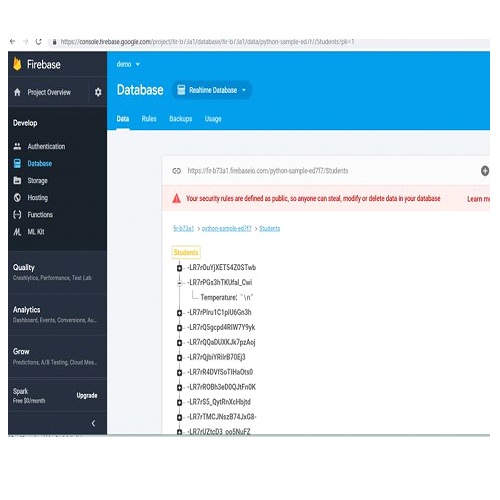 https://console.firebase.google.com/project/fir-b73a1/database/fir-b73a1/data/python-sample-ed7f7/Students?pli=1
Firebase
Project Overview
Develop
Authentication
Database
Storage
Hosting
Functions
ML Kit
Quality
Crashlytics, Performance, Test Lab
Analytics
Dashboard, Events, Conversions, Au...
Grow
Predictions, A/B Testing, Cloud Mes...
Spark
Free $0/month
Upgrade
demo
Database
Realtime Database
Data Rules Backups Usage
https://fir-b73a1.firebaseio.com/python-sample-ed7f7/Students
Your security rules are defined as public, so anyone can steal, modify or delete data in your database
Learn
fir-b73a1 > python-sample-ed7f7 > Students
Students
-LR7rOuYjXET54Z0STwb
-LR7rPGs3hTKUfal_Cwi
Temperature: "\n"
-LR7rPIru1C1piU6Gn3h
-LR7rQ5gcpd4RlW7Y9yk
-LR7rQQaDUXKJk7pzAoj
-LR7rQjbiYRiIrB70Ej3
-LR7rR4DVfSoTIHaOts0
-LR7rROBh3eD0QJtFn0K
-LR7rS5_QytRnXcHbjtd
-LR7rTMCJNszB74JxG8-
-LR7rUZtcD3_oo5NuFZ